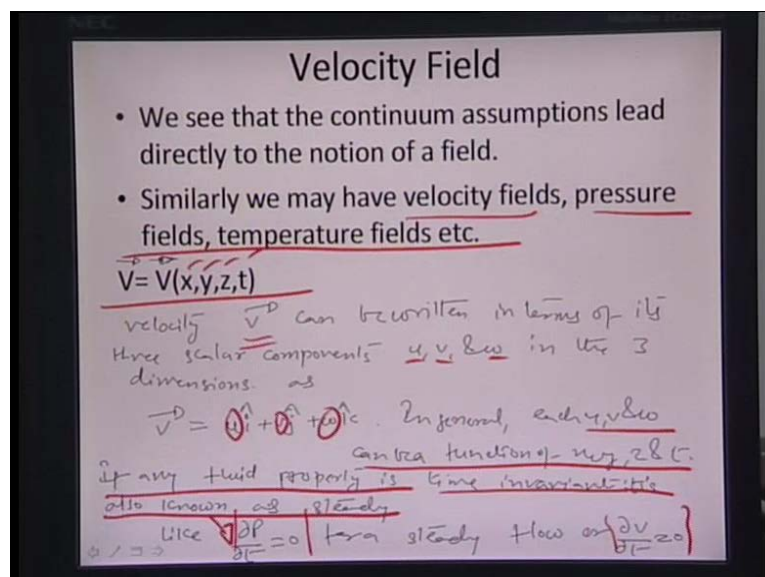 NEC
Velocity Field
• We see that the continuum assumptions lead
directly to the notion of a field.
• Similarly we may have velocity fields, pressure
fields, temperature fields etc.
V= V(x,y,z,t)
velocity V can be written in terms of its
three scalar components u, v, & w in the 3
dimensions as
V = uî + vĵ + wk̂. In general, each u, v & w
can be a function of x, y, z & t.
if any fluid property is time invariant it's
also known as steady
Like ∂P/∂t = 0 for a steady flow or ∂V/∂t = 0